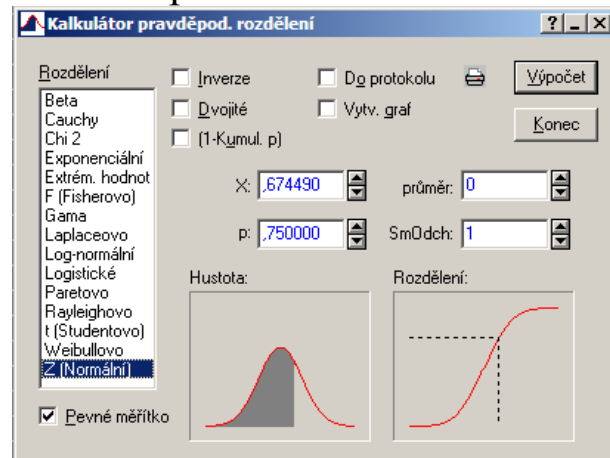 Kalkulátor pravděpod. rozdělení
Rozdělení
Beta
Cauchy
Chi 2
Exponenciální
Extrém. hodnot
F (Fisherovo)
Gama
Laplaceovo
Log-normální
Logistické
Paretovo
Rayleighovo
t (Studentovo)
Weibullovo
Z (Normální)
Pevné měřítko
Inverze
Dvojité
(1-Kumul. p)
Do protokolu
Vytv. graf
Výpočet
Konec
X: ,674490
průměr: 0
p: ,750000
SmOdch: 1
Hustota:
Rozdělení: